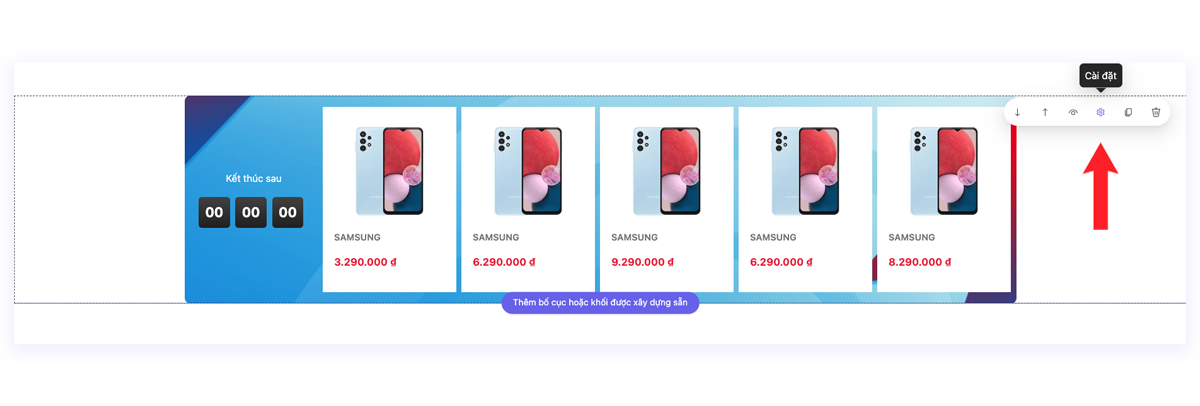 Cài đặt
Kết thúc sau
00 00 00
SAMSUNG
3.290.000 ₫
SAMSUNG
6.290.000 ₫
SAMSUNG
9.290.000 ₫
SAMSUNG
6.290.000 ₫
SAMSUNG
8.290.000 ₫
Thêm bố cục hoặc khối được xây dựng sẵn